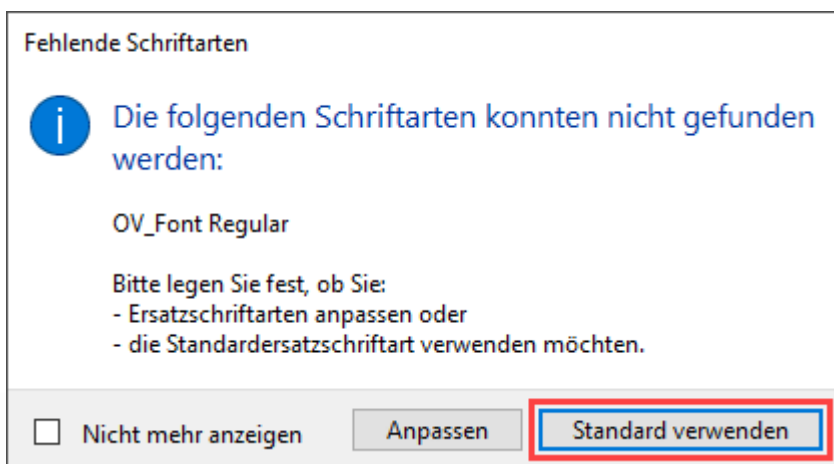 Fehlende Schriftarten
Die folgenden Schriftarten konnten nicht gefunden
werden:
OV_Font Regular
Bitte legen Sie fest, ob Sie:
- Ersatzschriftarten anpassen oder
- die Standardersatzschriftart verwenden möchten.
Nicht mehr anzeigen Anpassen Standard verwenden